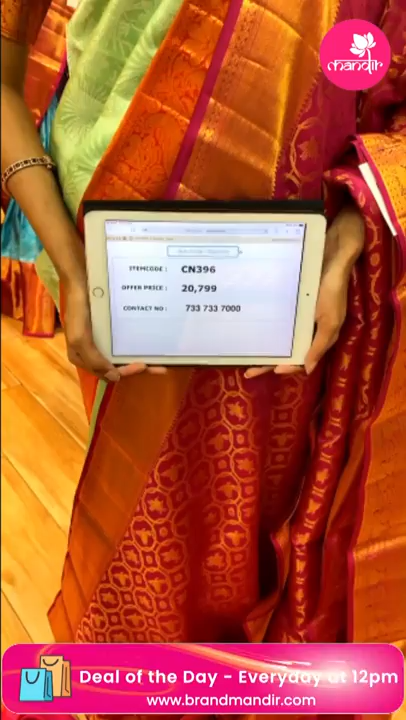 mandir
ITEMCODE : CN396
OFFER PRICE : 20,799
CONTACT NO : 733 733 7000
Deal of the Day - Everyday at 12pm
www.brandmandir.com